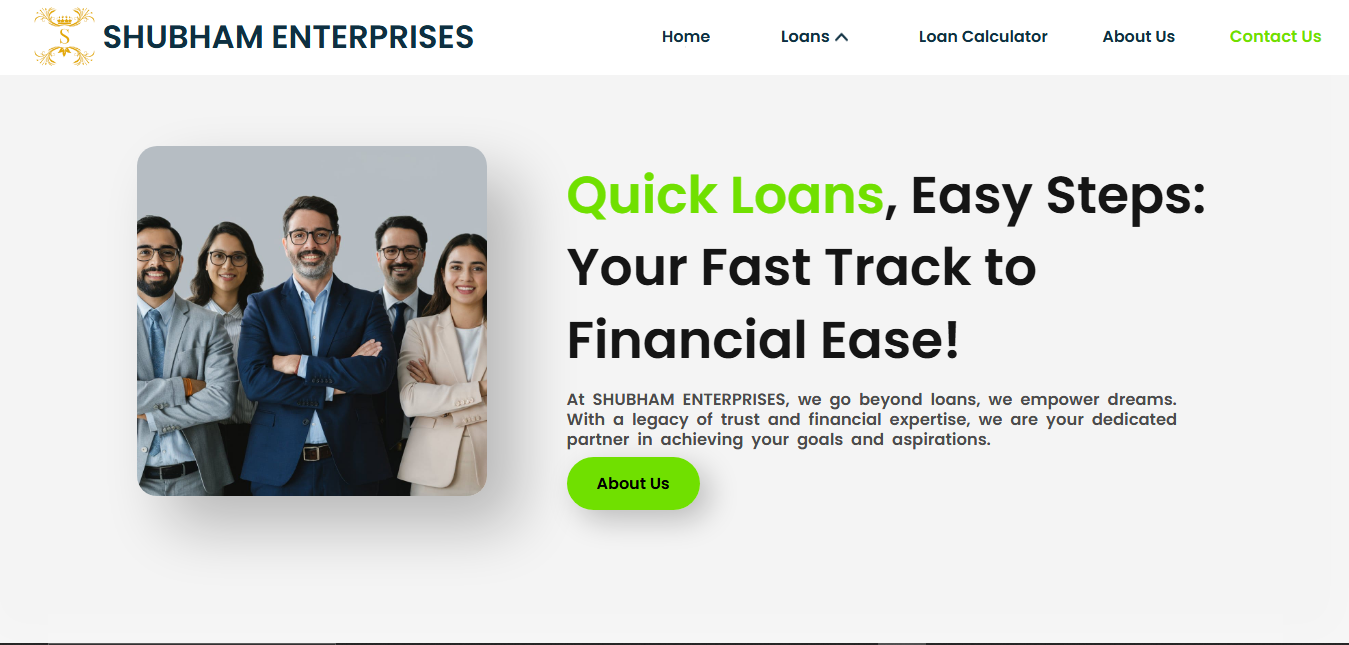 S
SHUBHAM ENTERPRISES
Home
Loans
Loan Calculator
About Us
Contact Us
Quick Loans, Easy Steps:
Your Fast Track to
Financial Ease!
At SHUBHAM ENTERPRISES, we go beyond loans, we empower dreams.
With a legacy of trust and financial expertise, we are your dedicated
partner in achieving your goals and aspirations.
About Us